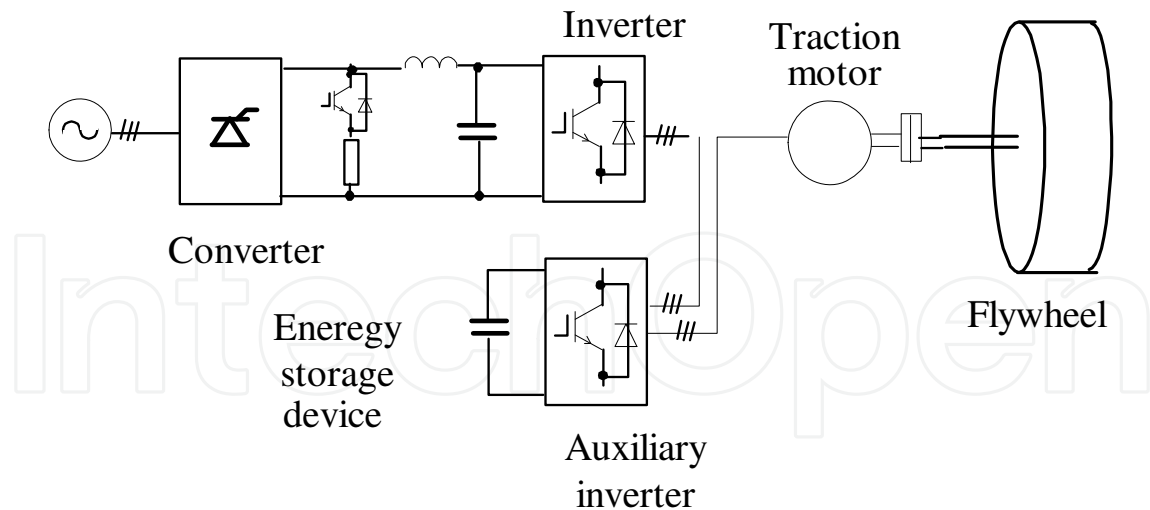 Inverter
Traction
motor
Converter
Flywheel
Eneregy
storage
device
Auxiliary
inverter
IntechOpen